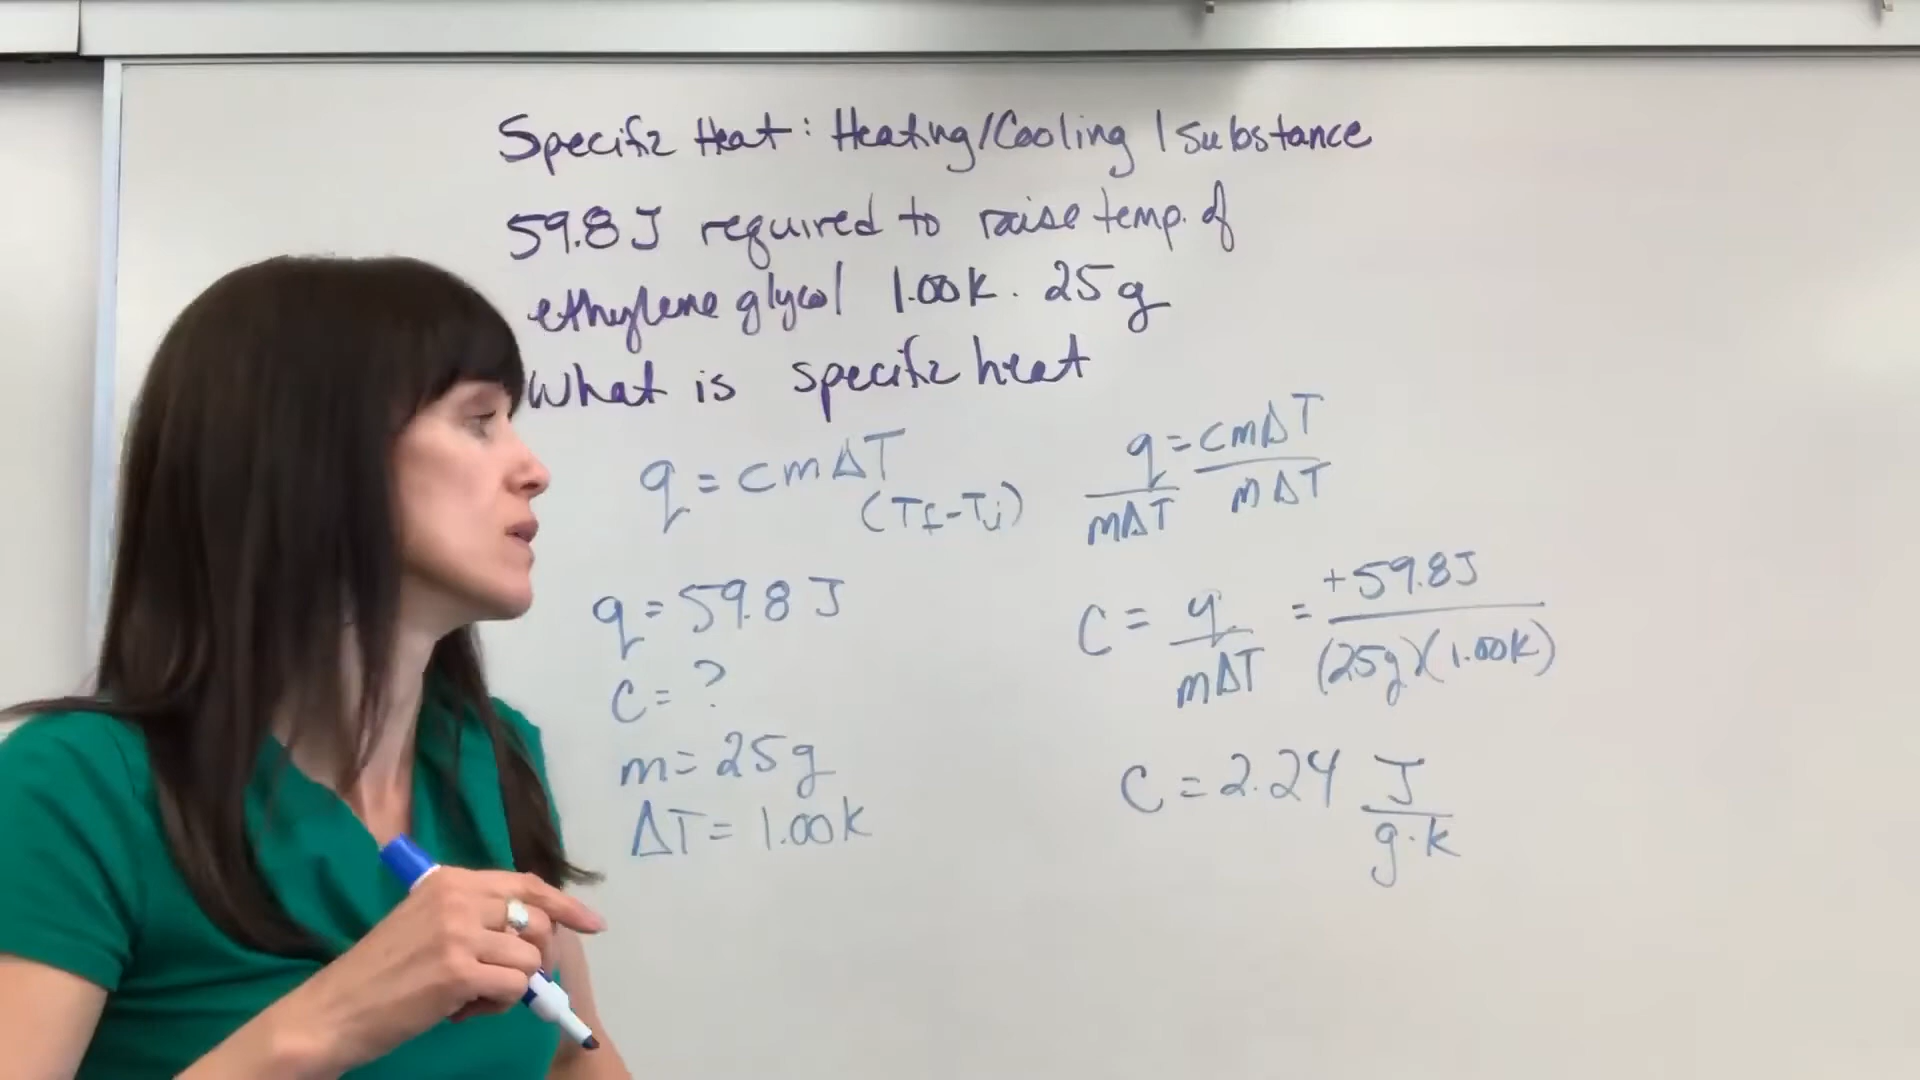 Specific Heat: Heating/Cooling 1 substance
59.8 J required to raise temp. of
ethylene glycol 1.00 K. 25 g
What is specific heat
q = cmΔT
(Tf-Ti)
q = 59.8 J
C = ?
m = 25 g
ΔT = 1.00 K
q = cmΔT
mΔT mΔT
C = q/mΔT = +59.8 J/(25g)(1.00K)
C = 2.24 J/g·K